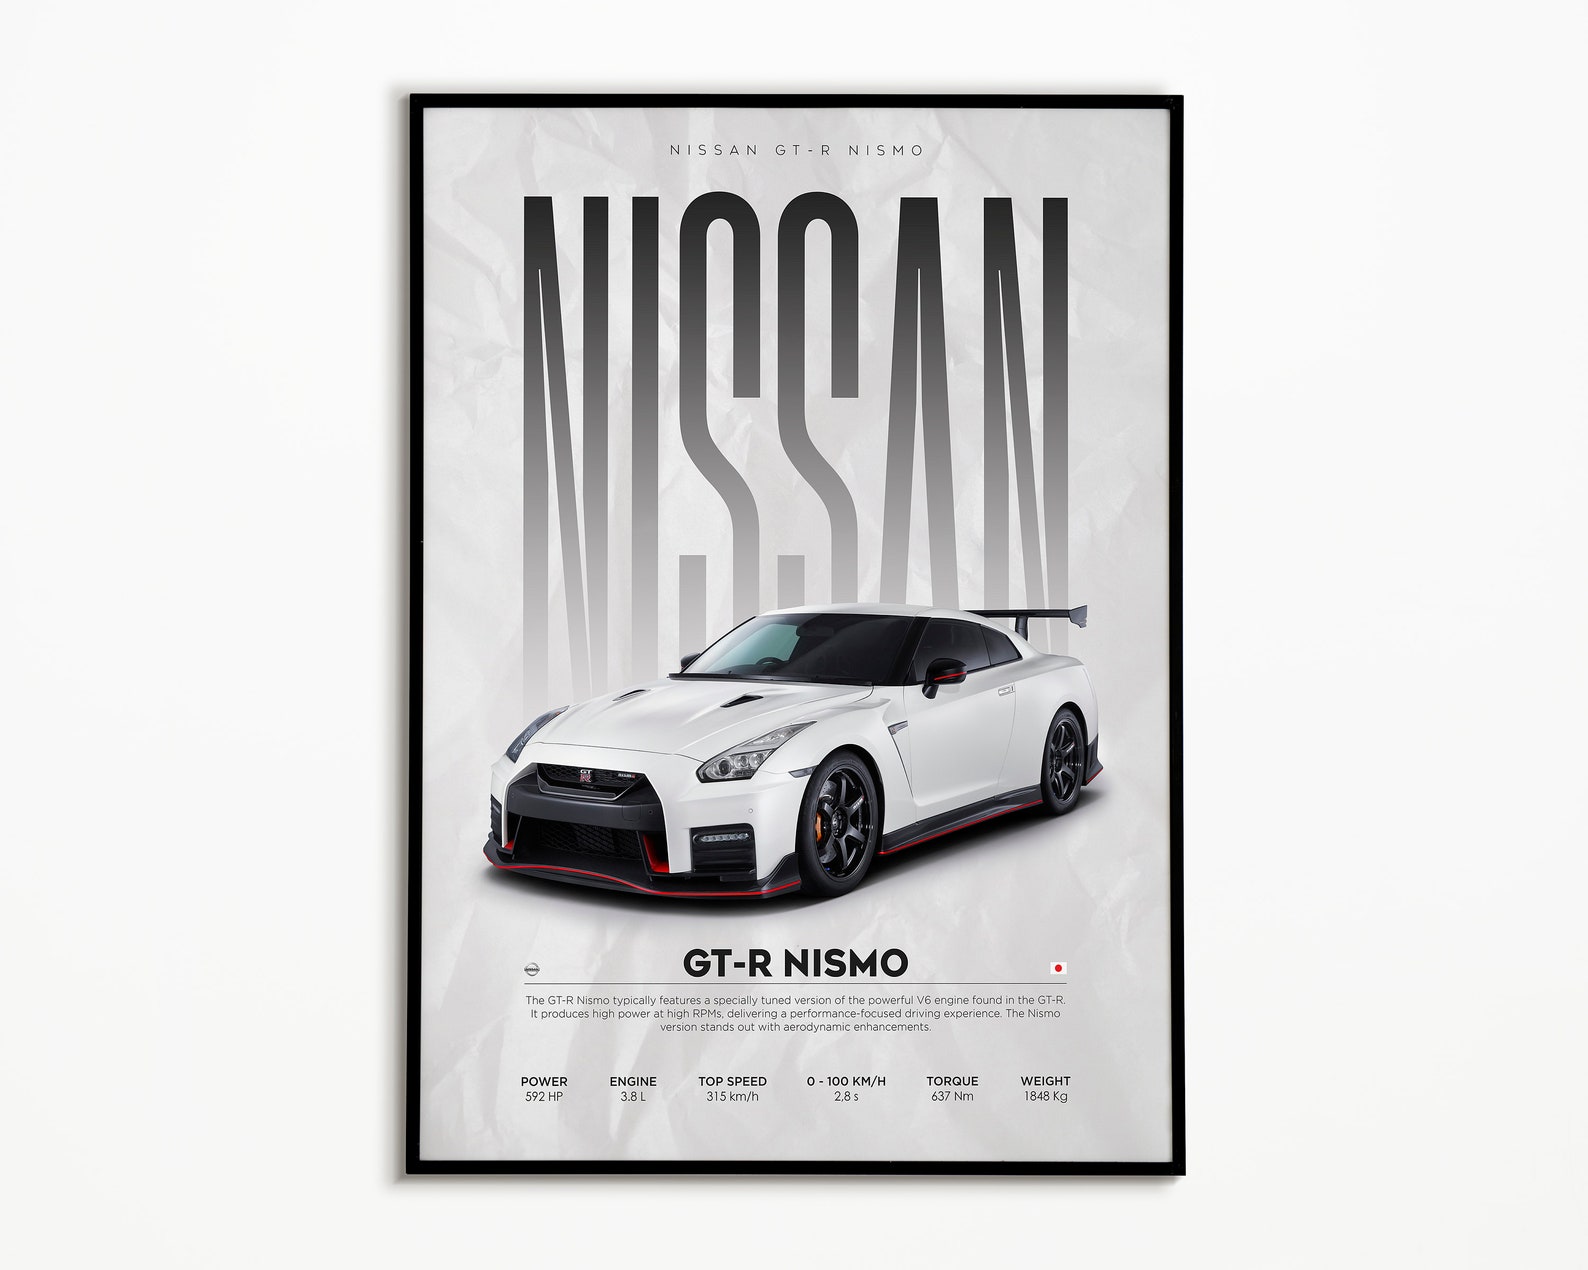 NISSAN GT-R NISMO
NISSAN
GT
R
GT-R NISMO
NISSAN
The GT-R Nismo typically features a specially tuned version of the powerful V6 engine found in the GT-R.
It produces high power at high RPMs, delivering a performance-focused driving experience. The Nismo
version stands out with aerodynamic enhancements.
POWER ENGINE TOP SPEED 0 - 100 KM/H TORQUE WEIGHT
592 HP 3.8 L 315 km/h 2,8 s 637 Nm 1848 Kg